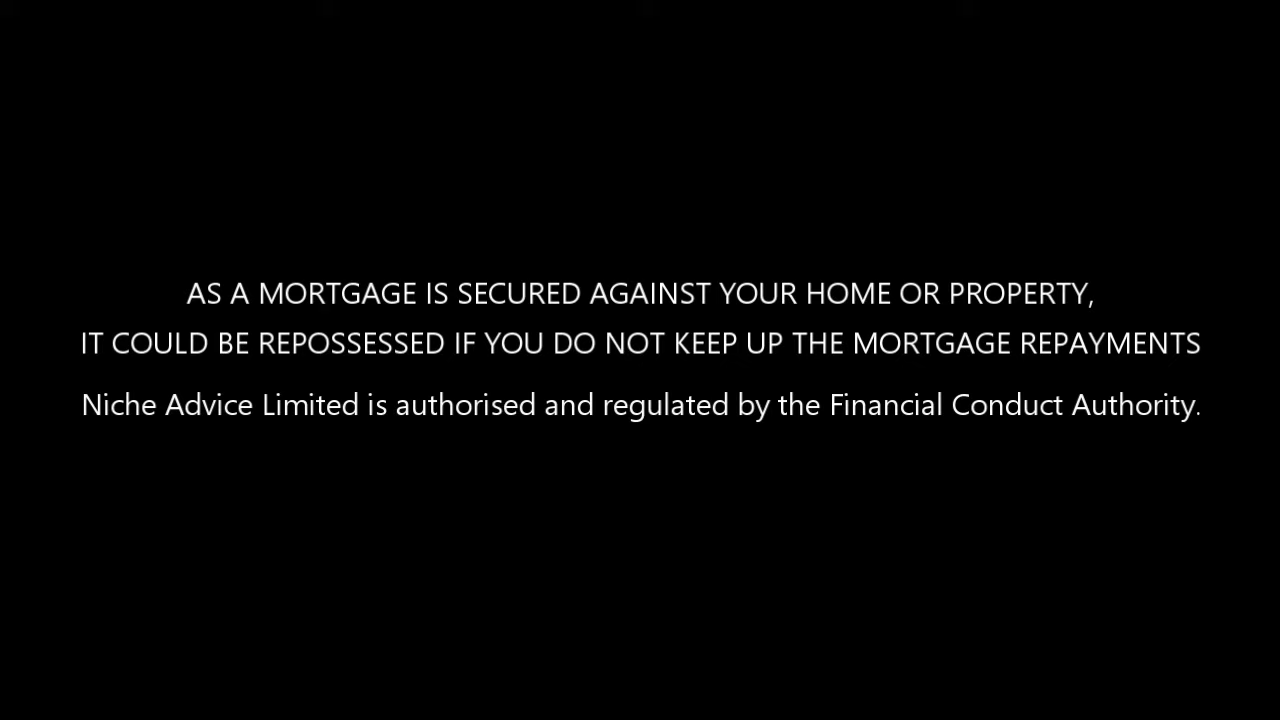 AS A MORTGAGE IS SECURED AGAINST YOUR HOME OR PROPERTY,
IT COULD BE REPOSSESSED IF YOU DO NOT KEEP UP THE MORTGAGE REPAYMENTS
Niche Advice Limited is authorised and regulated by the Financial Conduct Authority.